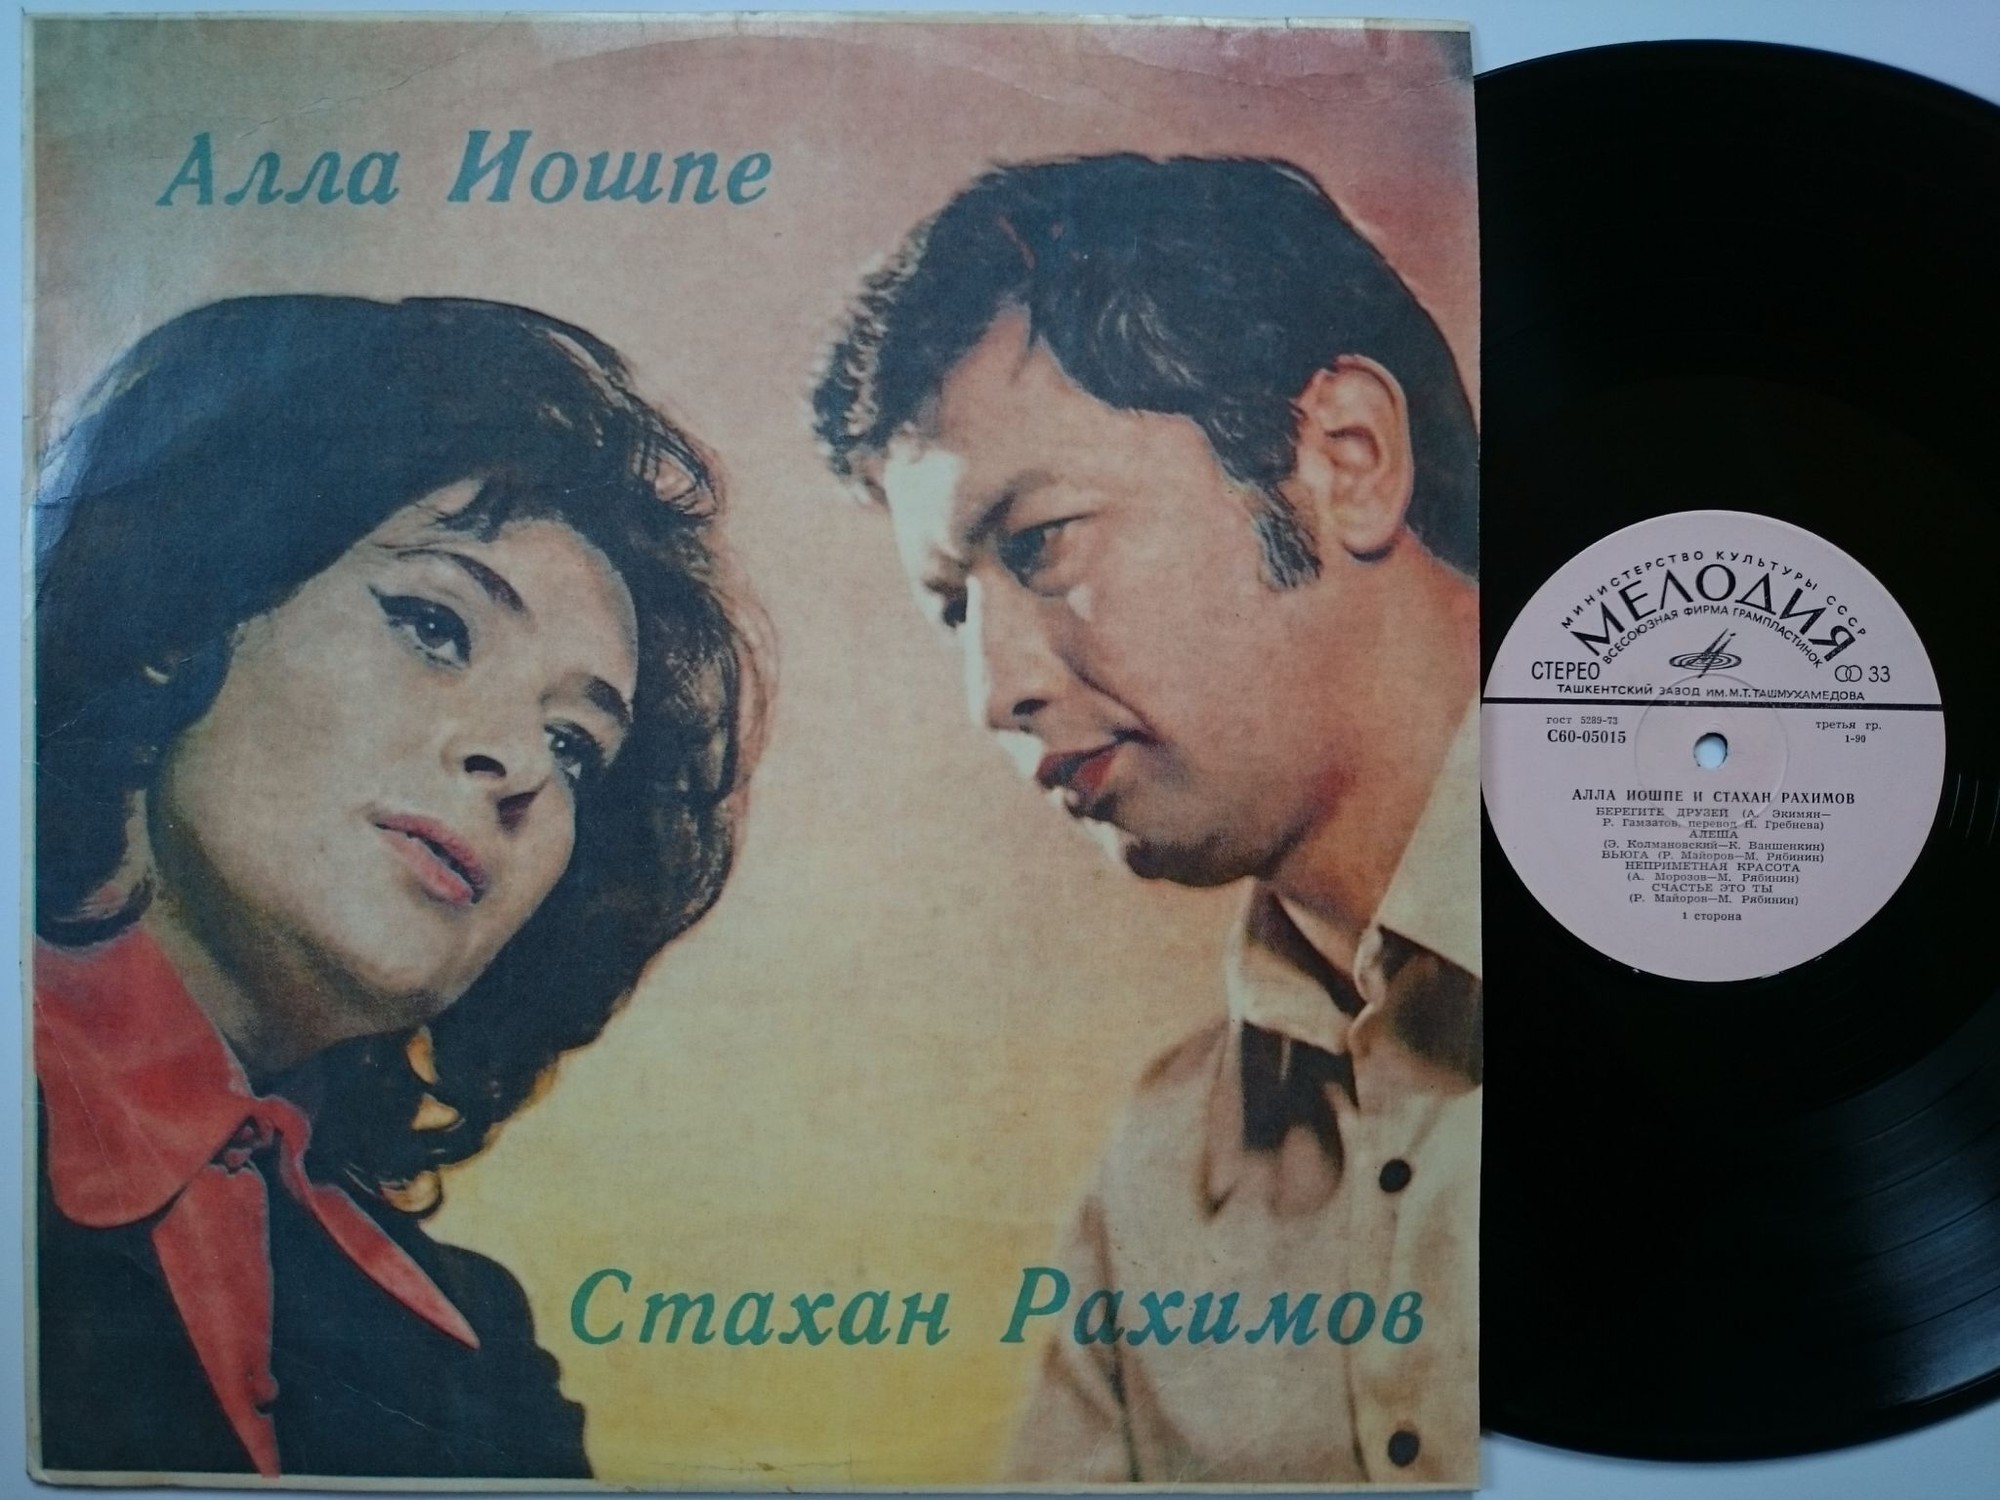 Алла Иошпе
Стахан Рахимов
МИНИСТЕРСТВО КУЛЬТУРЫ СССР
МЕЛОДИЯ
ВСЕСОЮЗНАЯ ФИРМА ГРАМПЛАСТИНОК
СТЕРЕО
33
ТАШКЕНТСКИЙ ЗАВОД ИМ. М.Т. ТАШМУХАМЕДОВА
гост 5289-73
С60-05015
третья гр.
1-90
АЛЛА ИОШПЕ И СТАХАН РАХИМОВ
БЕРЕГИТЕ ДРУЗЕЙ (А. Экимян—
Р. Гамзатов, перевод Н. Гребнева)
АЛЕША
(Э. Колмановский—К. Ваншенкин)
ВЬЮГА (Р. Майоров—М. Рябинин)
НЕПРИМЕТНАЯ КРАСОТА
(А. Морозов—М. Рябинин)
СЧАСТЬЕ ЭТО ТЫ
(Р. Майоров—М. Рябинин)
1 сторона